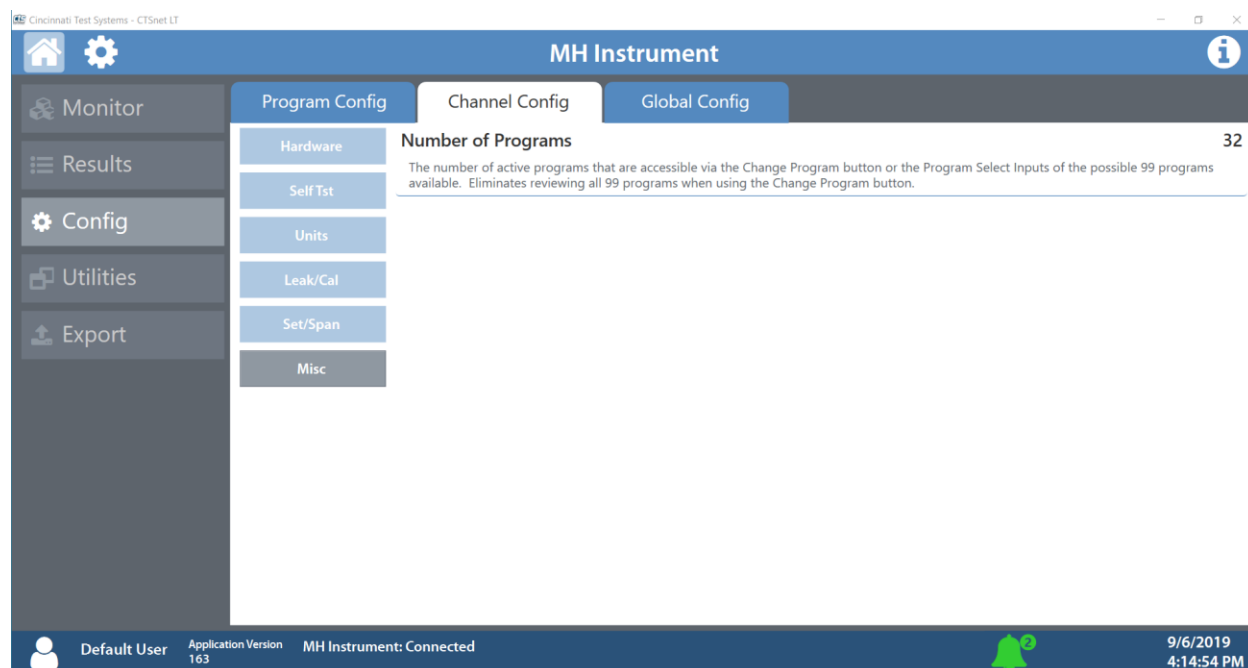 Cincinnati Test Systems - CTSnet LT
MH Instrument
Monitor
Results
Config
Utilities
Export
Program Config
Channel Config
Global Config
Hardware
Self Tst
Units
Leak/Cal
Set/Span
Misc
Number of Programs
32
The number of active programs that are accessible via the Change Program button or the Program Select Inputs of the possible 99 programs
available. Eliminates reviewing all 99 programs when using the Change Program button.
Default User
Application Version
163
MH Instrument: Connected
2
9/6/2019
4:14:54 PM